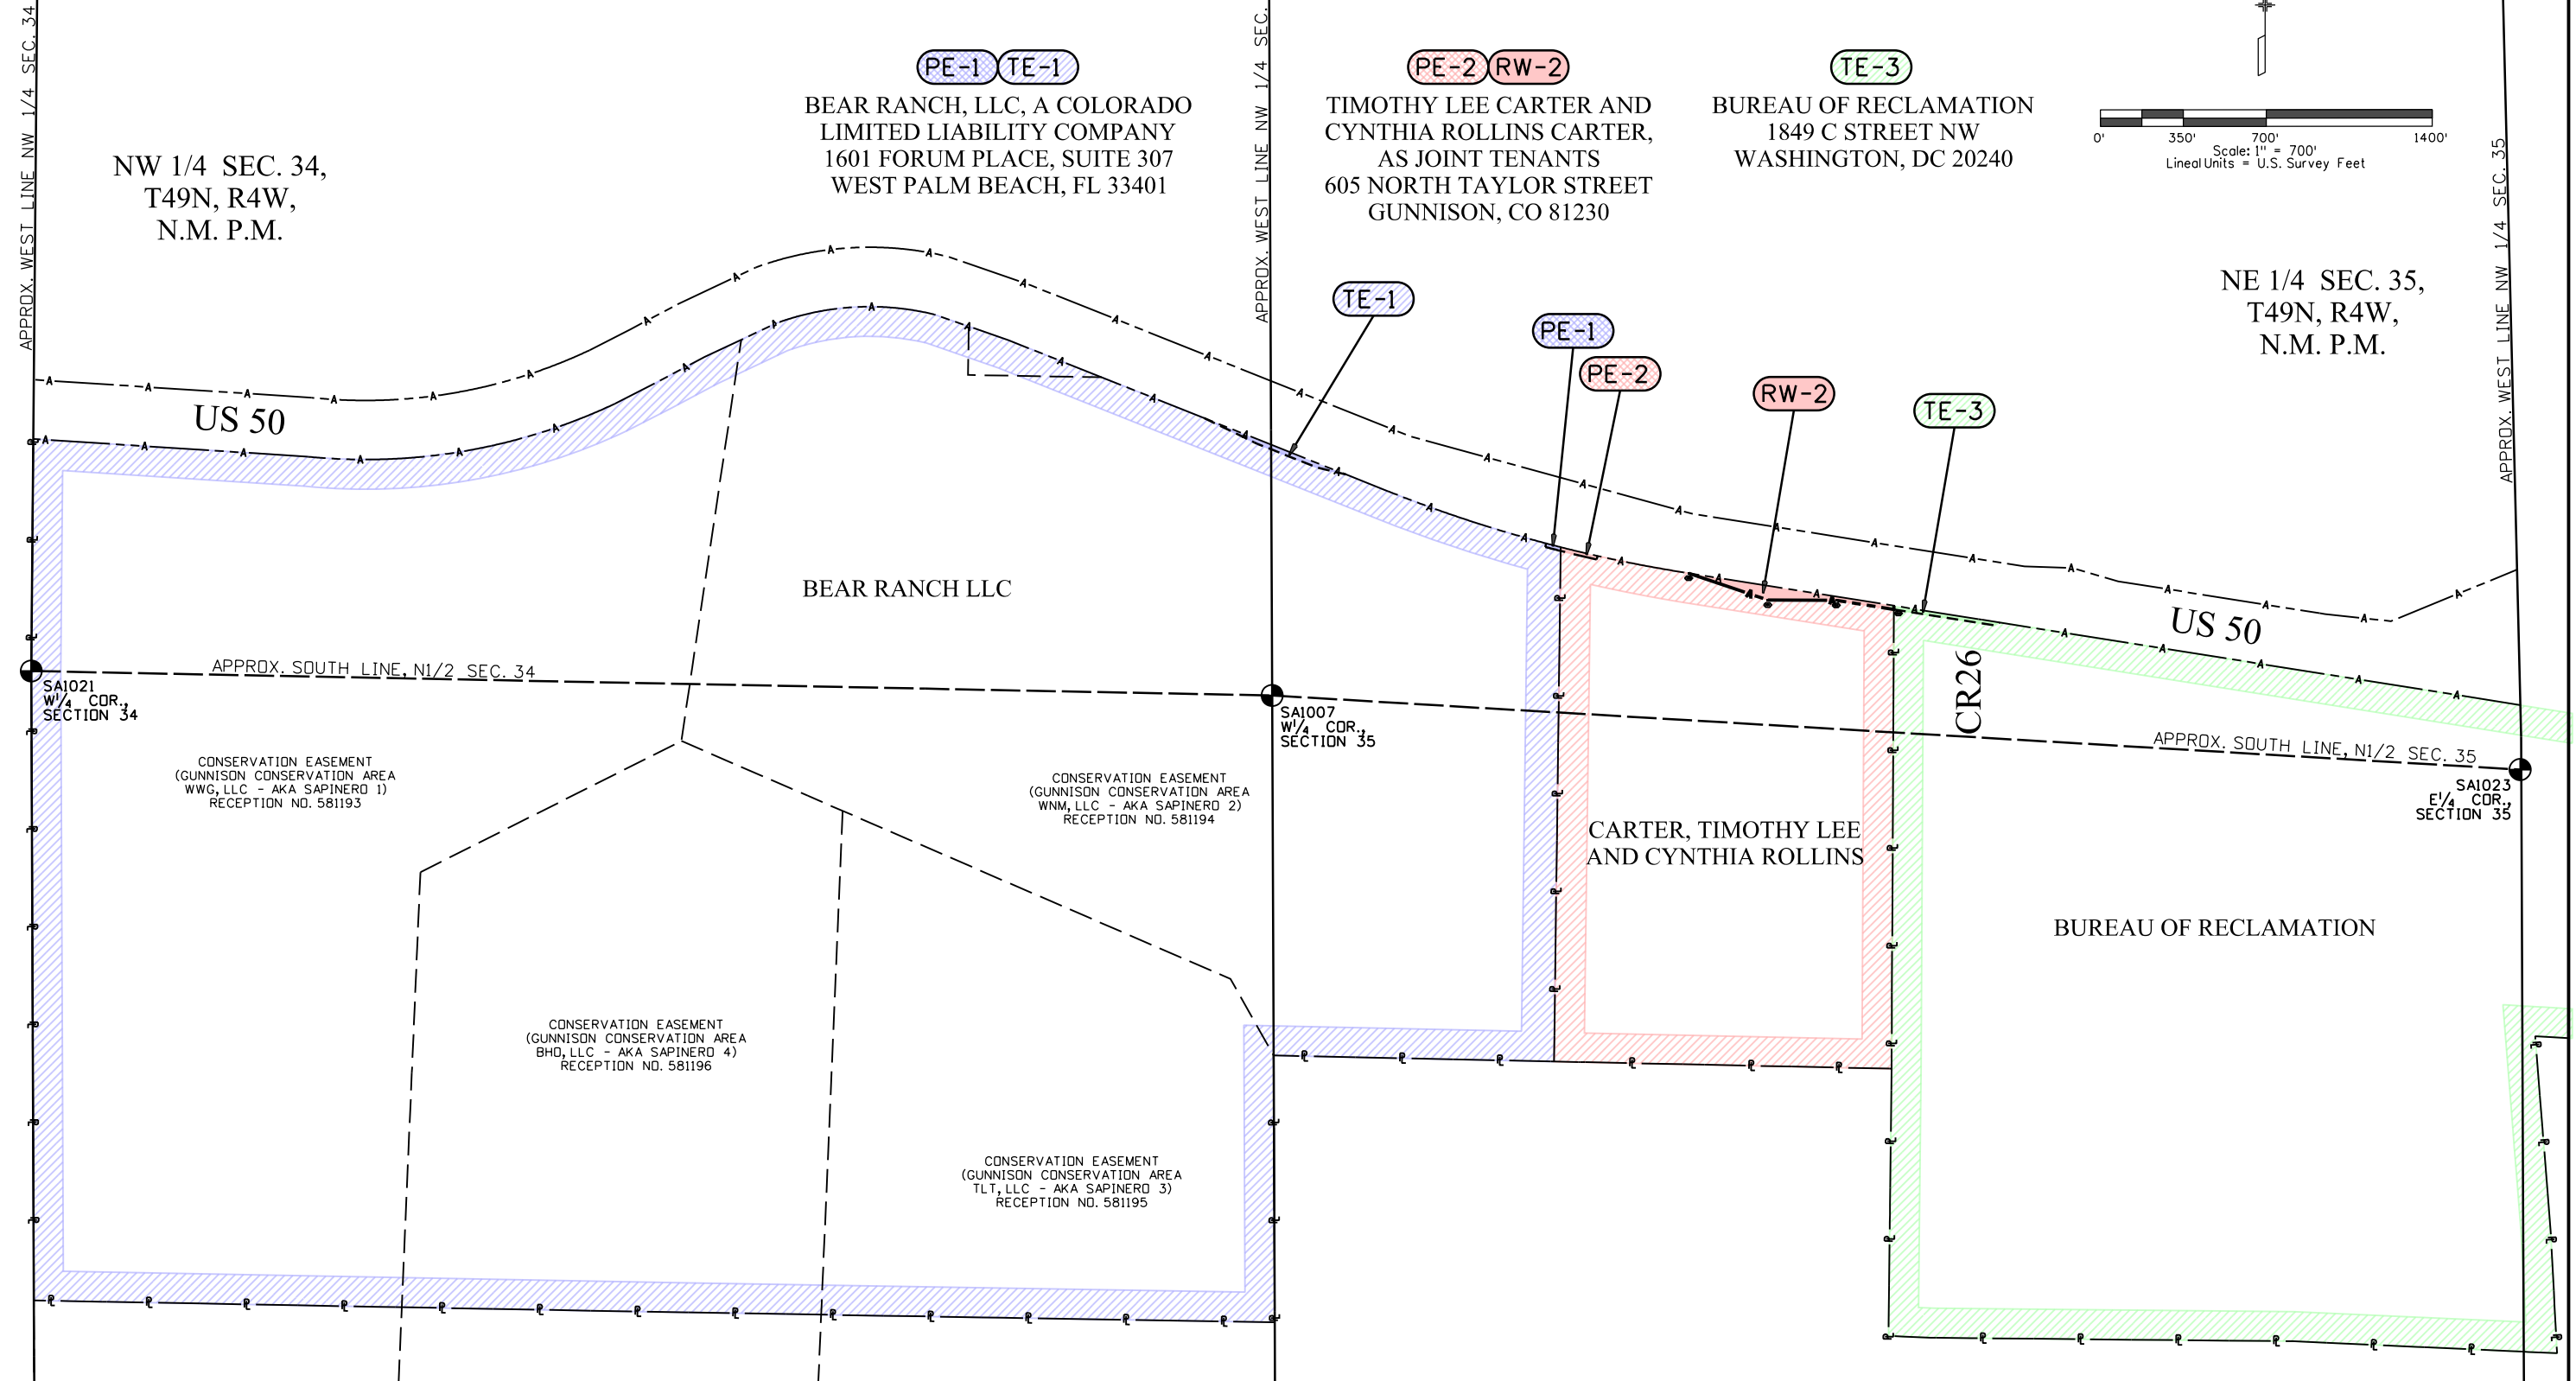 APPROX. WEST LINE NW 1/4 SEC. 34
APPROX. WEST LINE NW 1/4 SEC.
APPROX. WEST LINE NW 1/4 SEC. 35
PE-1 TE-1
BEAR RANCH, LLC, A COLORADO
LIMITED LIABILITY COMPANY
1601 FORUM PLACE, SUITE 307
WEST PALM BEACH, FL 33401
PE-2 RW-2
TIMOTHY LEE CARTER AND
CYNTHIA ROLLINS CARTER,
AS JOINT TENANTS
605 NORTH TAYLOR STREET
GUNNISON, CO 81230
TE-3
BUREAU OF RECLAMATION
1849 C STREET NW
WASHINGTON, DC 20240
0' 350' 700' 1400'
Scale: 1" = 700'
Lineal Units = U.S. Survey Feet
NW 1/4 SEC. 34,
T49N, R4W,
N.M. P.M.
NE 1/4 SEC. 35,
T49N, R4W,
N.M. P.M.
TE-1
PE-1
PE-2
RW-2
TE-3
US 50
US 50
CR26
BEAR RANCH LLC
APPROX. SOUTH LINE, N1/2 SEC. 34
SA1021
W1/4 COR.,
SECTION 34
SA1007
W1/4 COR.,
SECTION 35
APPROX. SOUTH LINE, N1/2 SEC. 35
SA1023
E1/4 COR.,
SECTION 35
CONSERVATION EASEMENT
(GUNNISON CONSERVATION AREA
WWG, LLC - AKA SAPINERO 1)
RECEPTION NO. 581193
CONSERVATION EASEMENT
(GUNNISON CONSERVATION AREA
WNM, LLC - AKA SAPINERO 2)
RECEPTION NO. 581194
CARTER, TIMOTHY LEE
AND CYNTHIA ROLLINS
BUREAU OF RECLAMATION
CONSERVATION EASEMENT
(GUNNISON CONSERVATION AREA
BHO, LLC - AKA SAPINERO 4)
RECEPTION NO. 581196
CONSERVATION EASEMENT
(GUNNISON CONSERVATION AREA
TLT, LLC - AKA SAPINERO 3)
RECEPTION NO. 581195